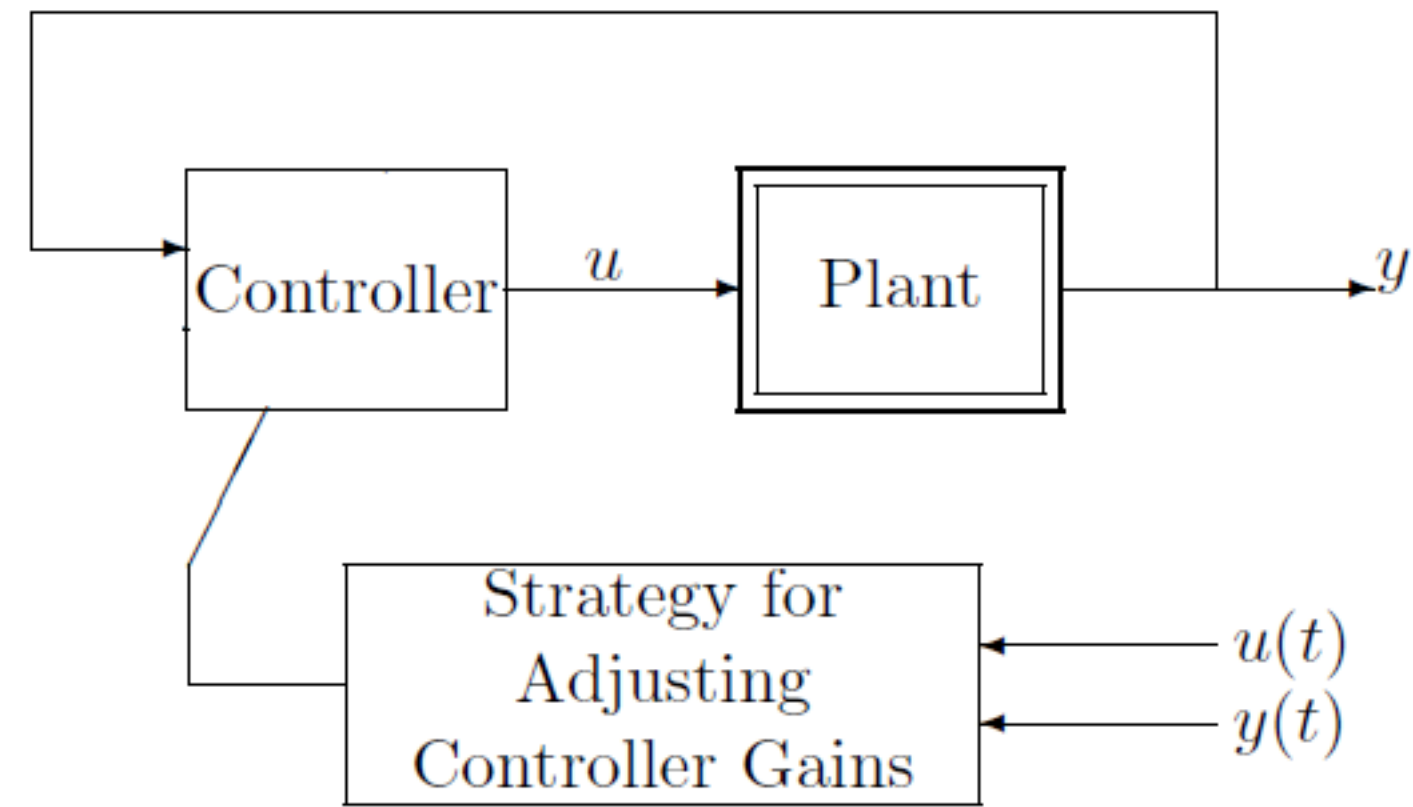 Controller
u
Plant
y
Strategy for
Adjusting
Controller Gains
u(t)
y(t)